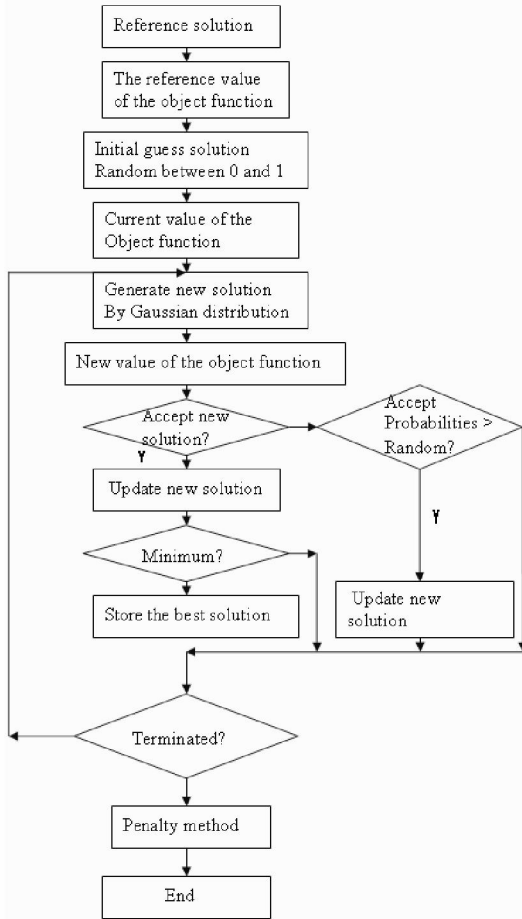 Reference solution
The reference value
of the object function
Initial guess solution
Random between 0 and 1
Current value of the
Object function
Generate new solution
By Gaussian distribution
New value of the object function
Accept new
solution?
Accept
Probabilities >
Random?
Y
Update new solution
Y
Minimum?
Store the best solution
Update new
solution
Terminated?
Penalty method
End